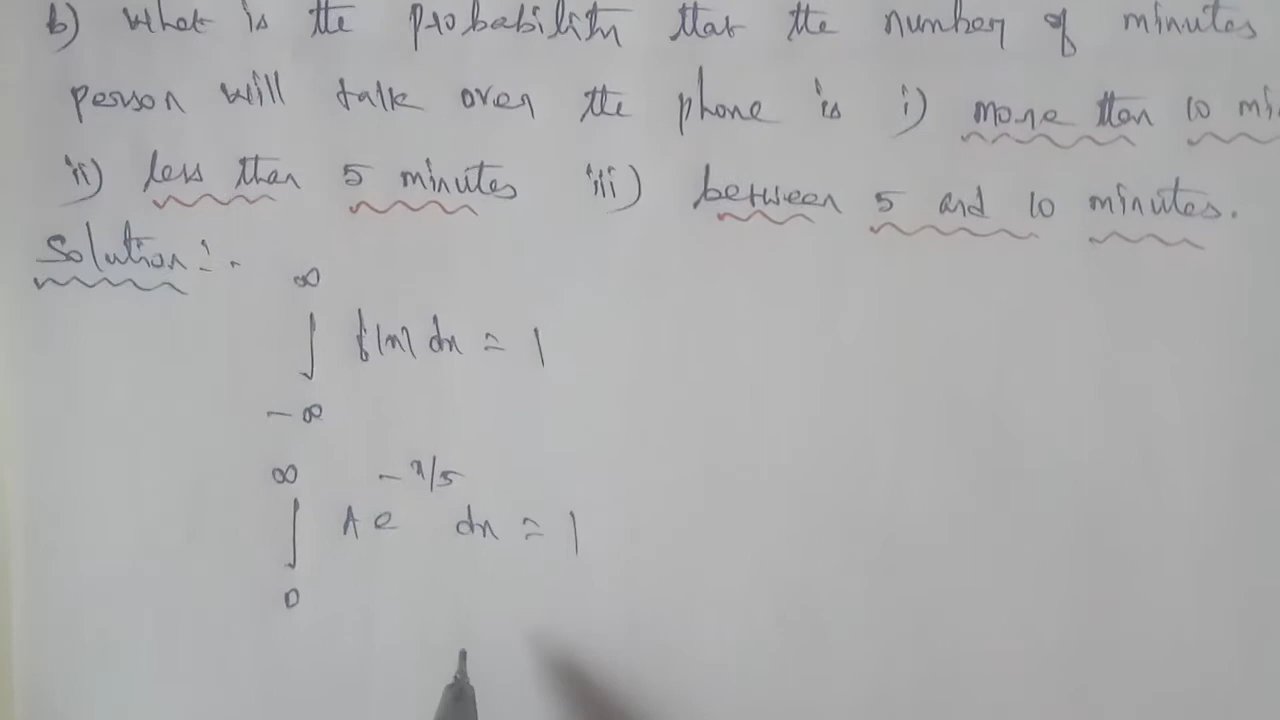 b) What is the probability that the number of minutes
person will talk over the phone is i) more than 10 mi
ii) less than 5 minutes iii) between 5 and 10 minutes.
Solution:-
∞
∫ f(x) dx = 1
-∞
∞ -x/5
∫ A e dx = 1
0